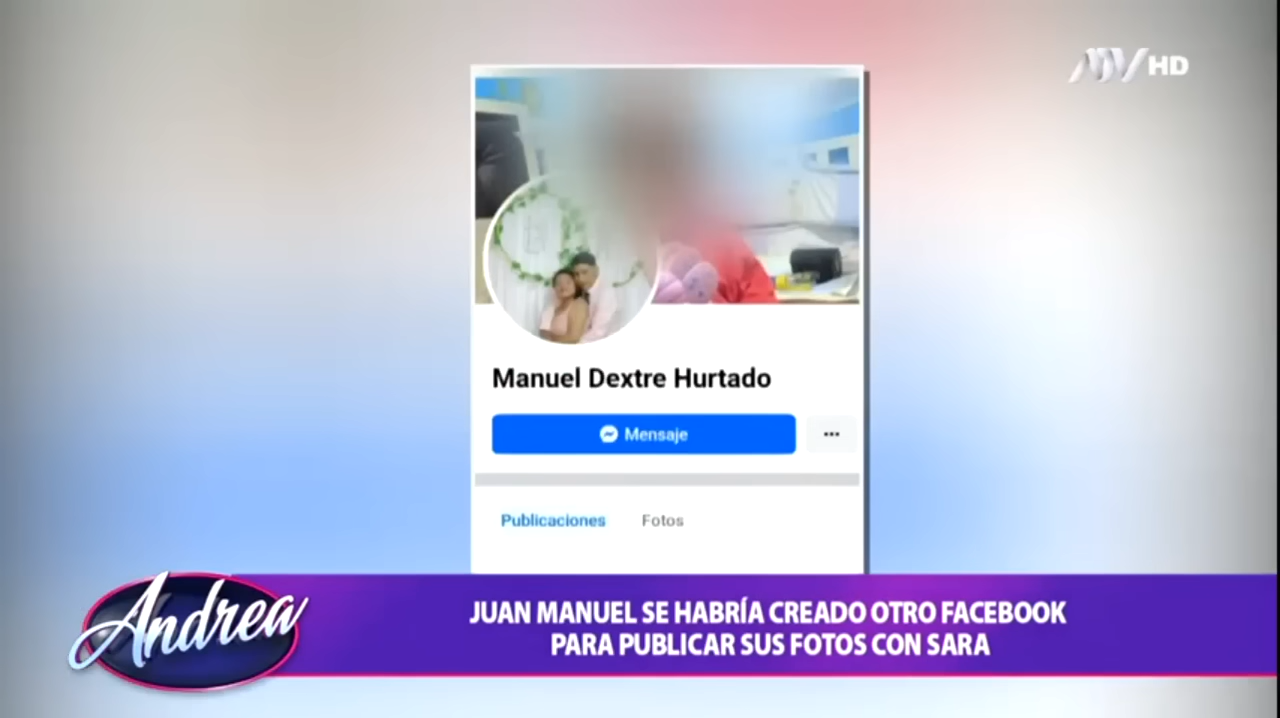 ATV HD
Manuel Dextre Hurtado
Mensaje
Publicaciones Fotos
Andrea
JUAN MANUEL SE HABRÍA CREADO OTRO FACEBOOK
PARA PUBLICAR SUS FOTOS CON SARA